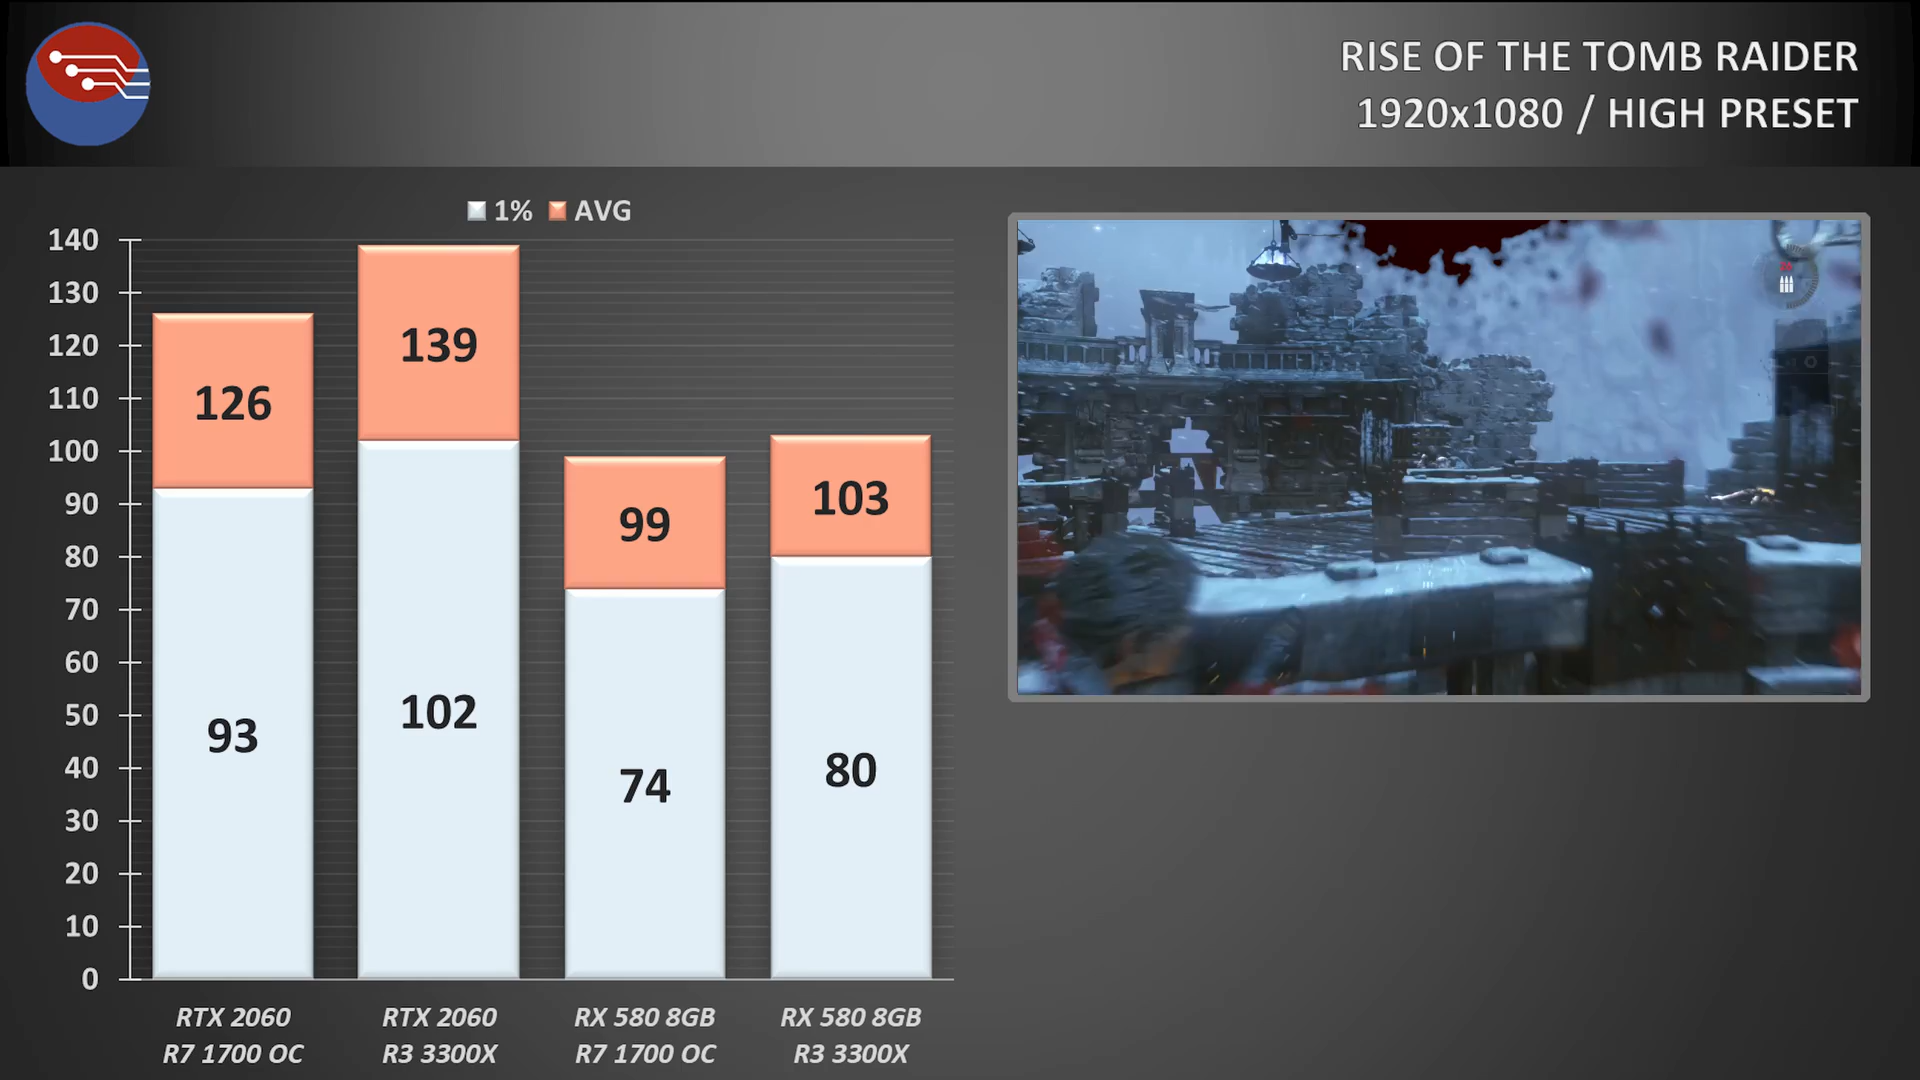 RISE OF THE TOMB RAIDER
1920x1080 / HIGH PRESET
1% AVG
140
130
120
110
100
90
80
70
60
50
40
30
20
10
0
126
93
139
102
99
74
103
80
RTX 2060
R7 1700 OC
RTX 2060
R3 3300X
RX 580 8GB
R7 1700 OC
RX 580 8GB
R3 3300X